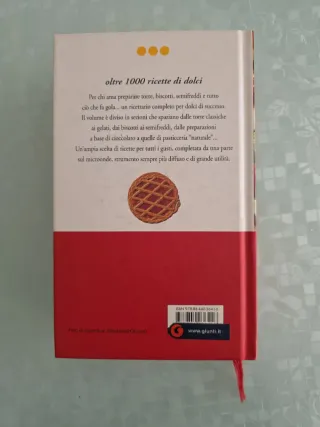 oltre 1000 ricette di dolci
Per chi ama preparare torte, biscotti, semifreddi e tutto
ciò che fa gola... un ricettario completo per dolci di successo.
Il volume è diviso in sezioni che spaziano dalle torte classiche
ai gelati, dai biscotti ai semifreddi, dalle preparazioni
a base di cioccolato a quelle di pasticceria "naturale"...
Un'ampia scelta di ricette per tutti i gusti, completata da una parte
sul microonde, strumento sempre più diffuso e di grande utilità.
www.giunti.it